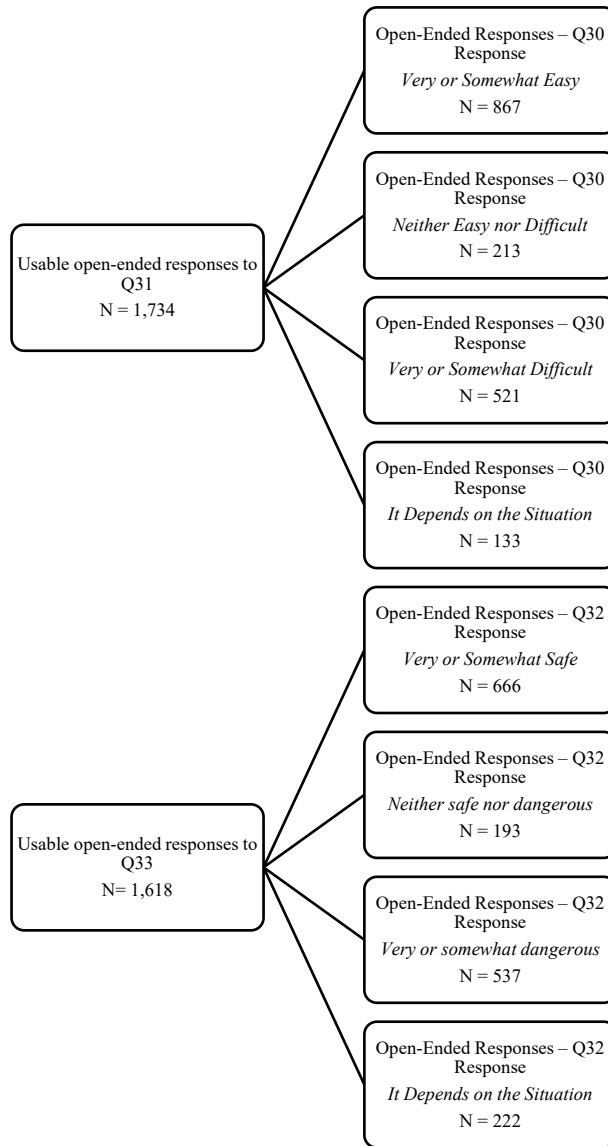 Open-Ended Responses – Q30
Response
Very or Somewhat Easy
N = 867
Open-Ended Responses – Q30
Response
Neither Easy nor Difficult
N = 213
Usable open-ended responses to
Q31
N = 1,734
Open-Ended Responses – Q30
Response
Very or Somewhat Difficult
N = 521
Open-Ended Responses – Q30
Response
It Depends on the Situation
N = 133
Open-Ended Responses – Q32
Response
Very or Somewhat Safe
N = 666
Open-Ended Responses – Q32
Response
Neither safe nor dangerous
N = 193
Usable open-ended responses to
Q33
N= 1,618
Open-Ended Responses – Q32
Response
Very or somewhat dangerous
N = 537
Open-Ended Responses – Q32
Response
It Depends on the Situation
N = 222